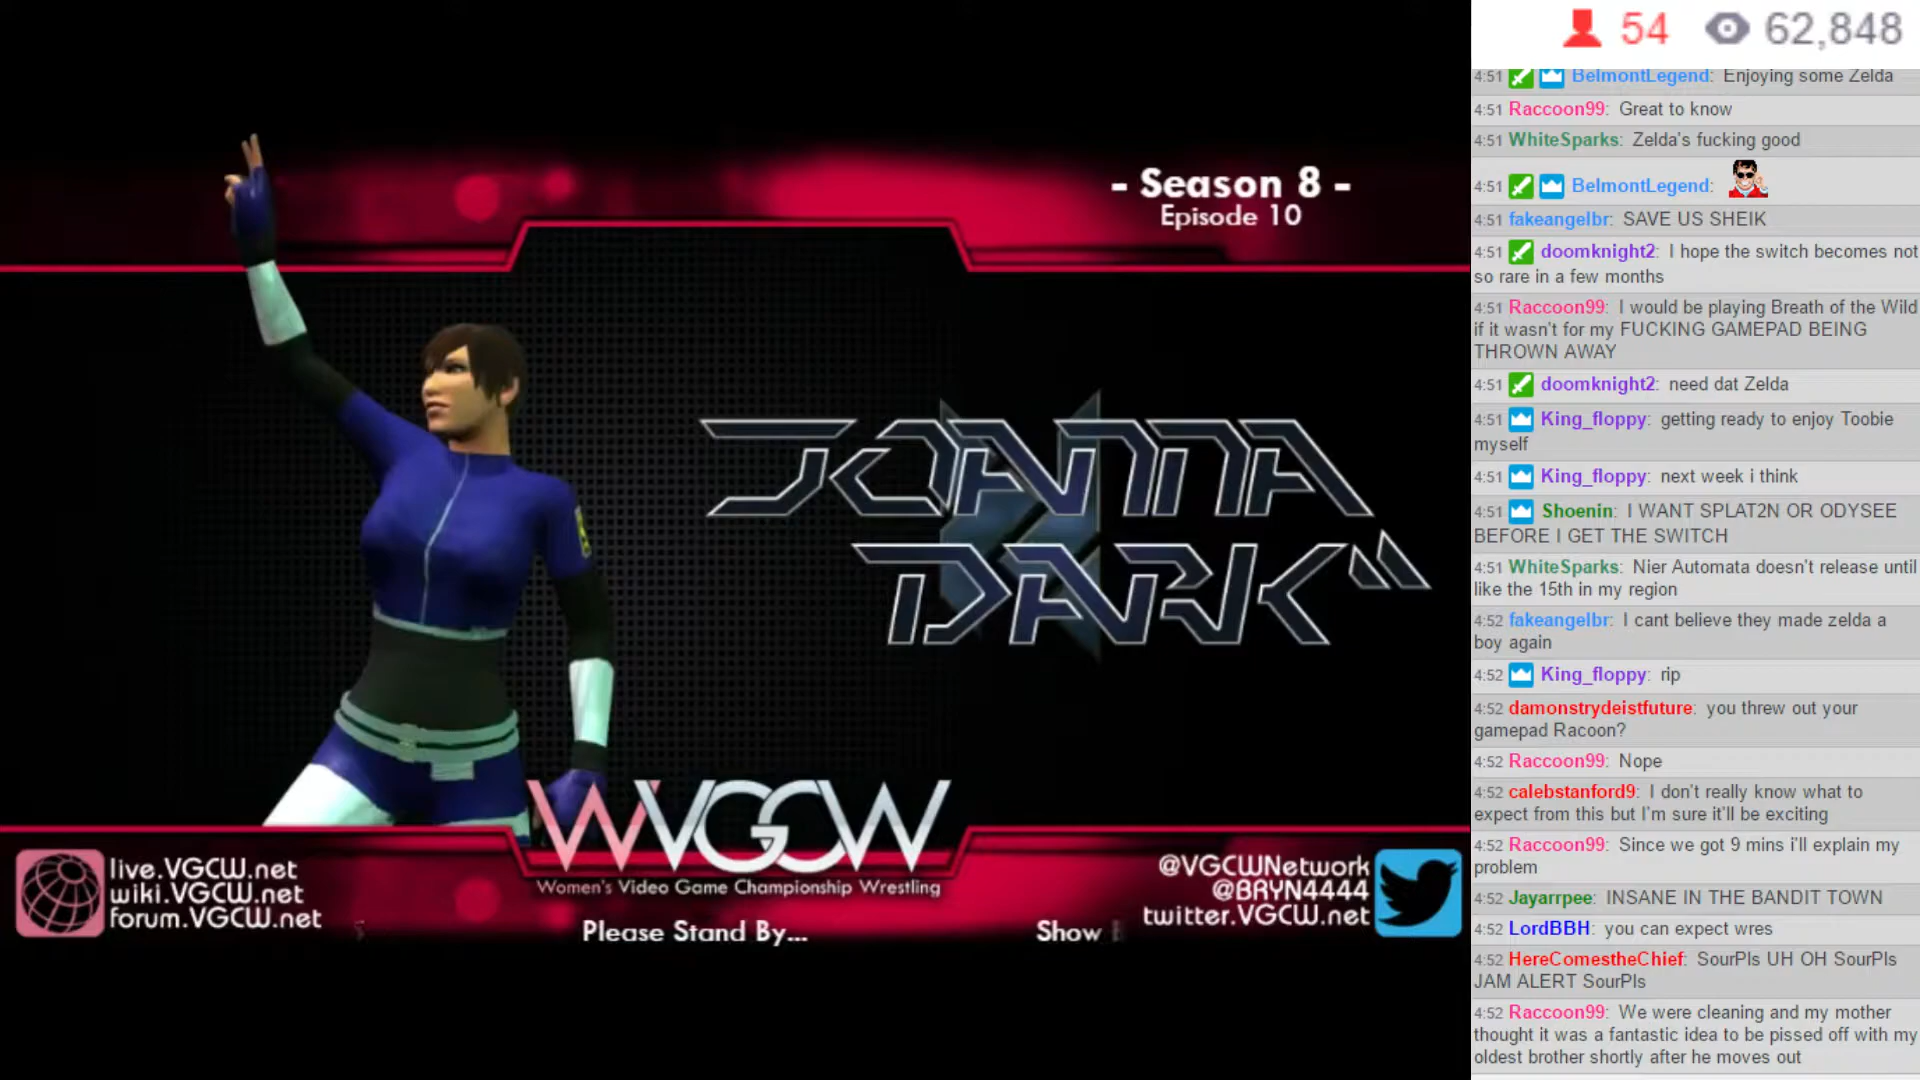 - Season 8 -
Episode 10
JOANNA
DARK
WVGCW
Women's Video Game Championship Wrestling
live.VGCW.net
wiki.VGCW.net
forum.VGCW.net
Please Stand By...
Show
@VGCWNetwork
@BRYN4444
twitter.VGCW.net
54 62,848
4:51 BelmontLegend: Enjoying some Zelda
4:51 Raccoon99: Great to know
4:51 WhiteSparks: Zelda's fucking good
4:51 BelmontLegend:
4:51 fakeangelbr: SAVE US SHEIK
4:51 doomknight2: I hope the switch becomes not
so rare in a few months
4:51 Raccoon99: I would be playing Breath of the Wild
if it wasn't for my FUCKING GAMEPAD BEING
THROWN AWAY
4:51 doomknight2: need dat Zelda
4:51 King_floppy: getting ready to enjoy Toobie
myself
4:51 King_floppy: next week i think
4:51 Shoenin: I WANT SPLAT2N OR ODYSEE
BEFORE I GET THE SWITCH
4:51 WhiteSparks: Nier Automata doesn't release until
like the 15th in my region
4:52 fakeangelbr: I cant believe they made zelda a
boy again
4:52 King_floppy: rip
4:52 damonstrydeistfuture: you threw out your
gamepad Racoon?
4:52 Raccoon99: Nope
4:52 calebstanford9: I don't really know what to
expect from this but I'm sure it'll be exciting
4:52 Raccoon99: Since we got 9 mins i'll explain my
problem
4:52 Jayarrpee: INSANE IN THE BANDIT TOWN
4:52 LordBBH: you can expect wres
4:52 HereComestheChief: SourPls UH OH SourPls
JAM ALERT SourPls
4:52 Raccoon99: We were cleaning and my mother
thought it was a fantastic idea to be pissed off with my
oldest brother shortly after he moves out